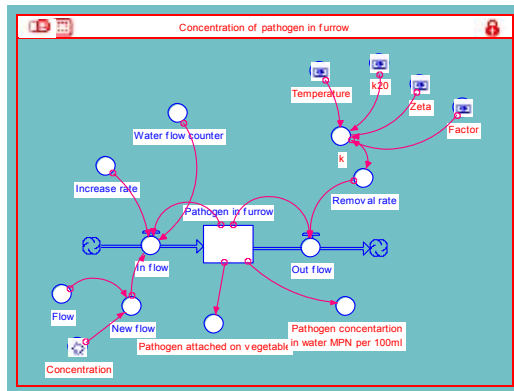 Concentration of pathogen in furrow
Temperature
k20
Zeta
Factor
Water flow counter
k
Increase rate
Removal rate
Pathogen in furrow
In flow
Out flow
Flow
New flow
Pathogen attached on vegetable
Pathogen concentartion
in water MPN per 100ml
Concentration